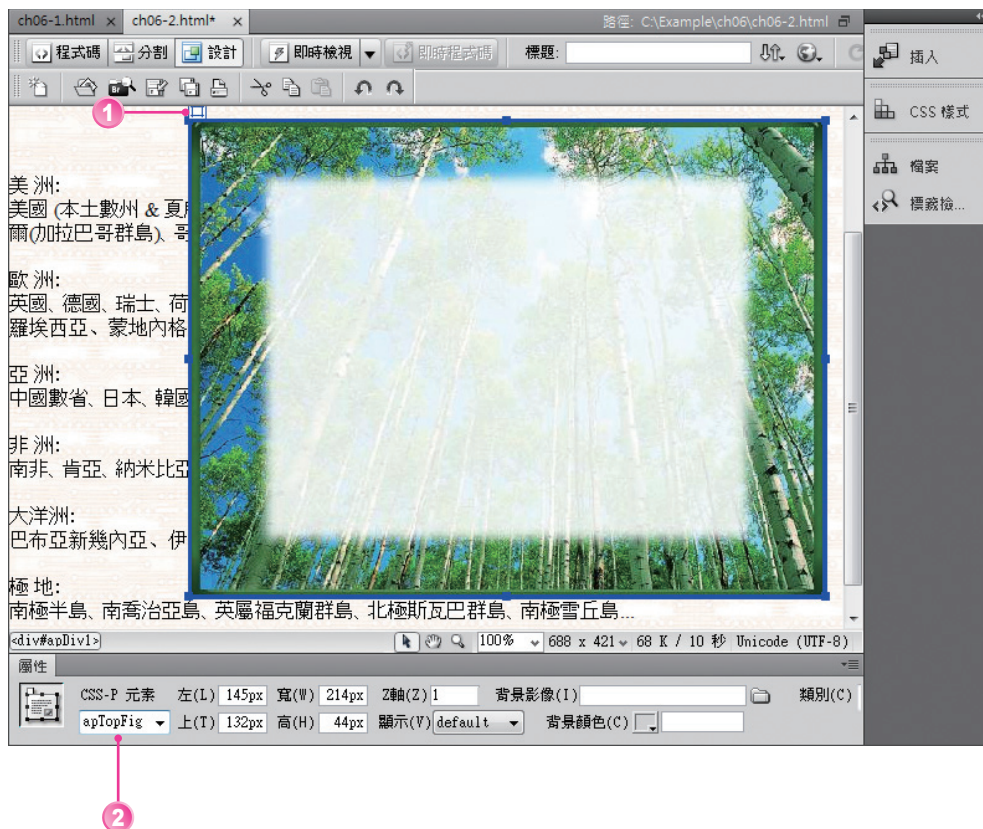 ch06-1.html × ch06-2.html* × 路徑: C:\Example\ch06\ch06-2.html
程式碼 分割 設計 即時檢視 即時程式碼 標題:
插入
CSS 樣式
檔案
標籤檢...
1
美 洲:
美國 (本土數州 & 夏
爾(加拉巴哥群島)、哥
歐 洲:
英國、德國、瑞士、荷
羅埃西亞、蒙地內格
亞 洲:
中國數省、日本、韓國
非 洲:
南非、肯亞、納米比亞
大洋洲:
巴布亞新幾內亞、伊
極 地:
南極半島、南喬治亞島、英屬福克蘭群島、北極斯瓦巴群島、南極雪丘島...
<div#apDiv1> 100% 688 x 421 68 K / 10 秒 Unicode (UTF-8)
屬性
CSS-P 元素 左(L) 145px 寬(W) 214px Z軸(Z) 1 背景影像(I) 類別(C)
apTopFig 上(T) 132px 高(H) 44px 顯示(V) default 背景顏色(C)
2